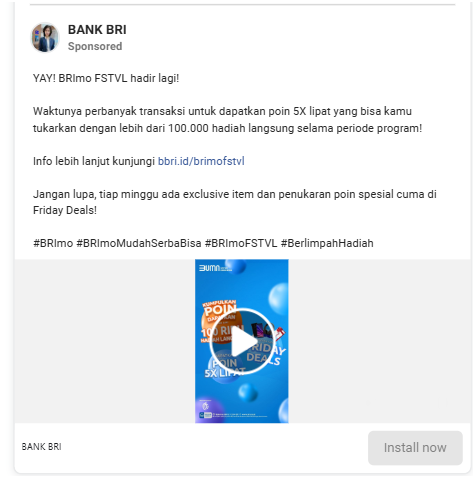 BANK BRI
Sponsored
YAY! BRImo FSTVL hadir lagi!
Waktunya perbanyak transaksi untuk dapatkan poin 5X lipat yang bisa kamu
tukarkan dengan lebih dari 100.000 hadiah langsung selama periode program!
Info lebih lanjut kunjungi bbri.id/brimofstvl
Jangan lupa, tiap minggu ada exclusive item dan penukaran poin spesial cuma di
Friday Deals!
#BRImo #BRImoMudahSerbaBisa #BRImoFSTVL #BerlimpahHadiah
BUMN
KUMPULKAN
POIN
DAPATKAN
100 RIBU
HADIAH
FRIDAY
DEALS
POIN
5X LIPAT
BANK BRI
Install now